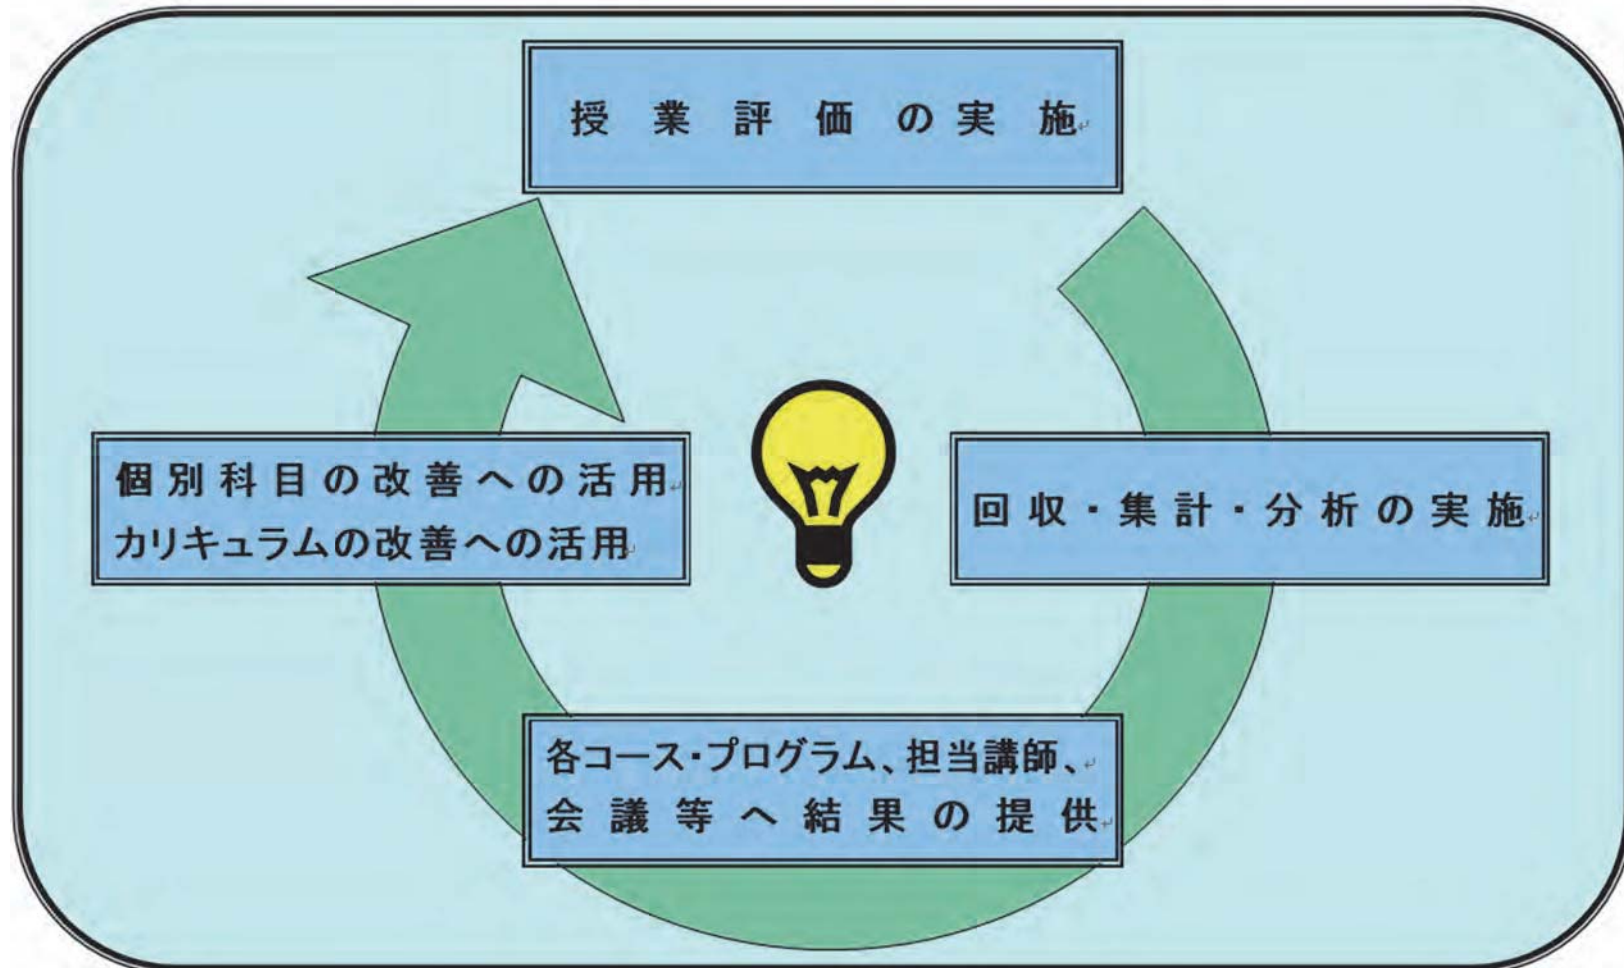 授業評価の実施
個別科目の改善への活用
カリキュラムの改善への活用
回収・集計・分析の実施
各コース・プログラム、担当講師、
会議等へ結果の提供